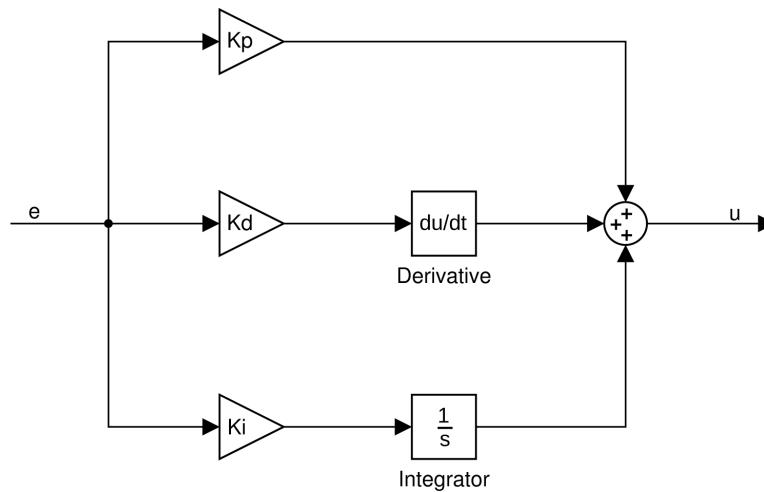 Kp
e
Kd
du/dt
+
+
+
u
Derivative
Ki
1
s
Integrator